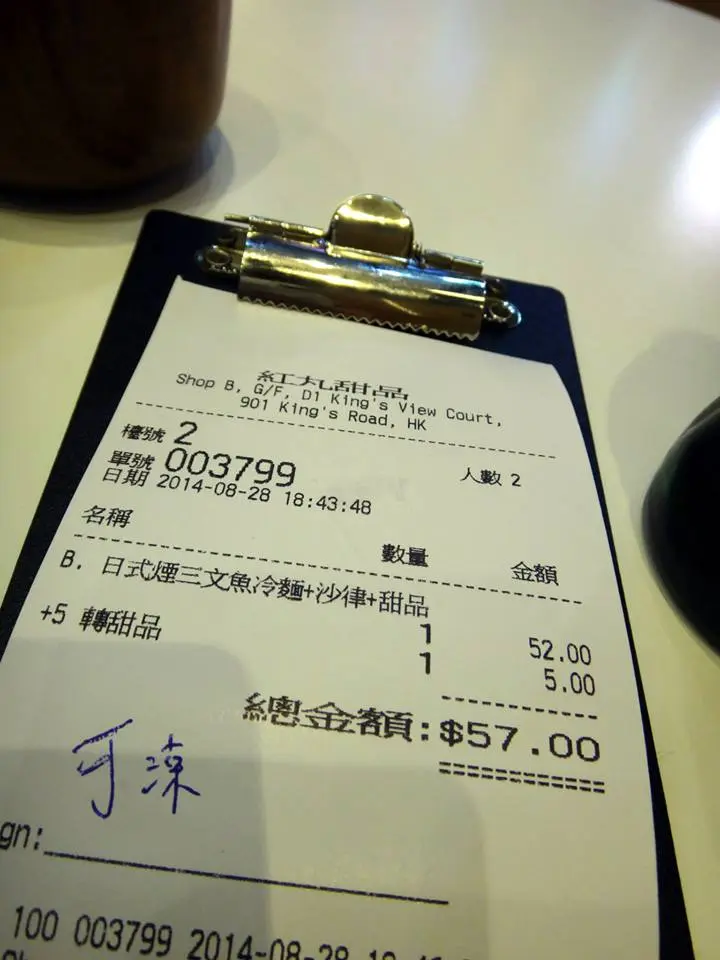 紅丸甜品
Shop B, G/F, D1 King's View Court,
901 King's Road, HK
檯號 2 人數 2
單號 003799
日期 2014-08-28 18:43:48
名稱 數量 金額
B. 日式煙三文魚冷麵+沙律+甜品
1 52.00
+5 轉甜品 1 5.00
總金額:$57.00
gn:
100 003799 2014-08-28 18